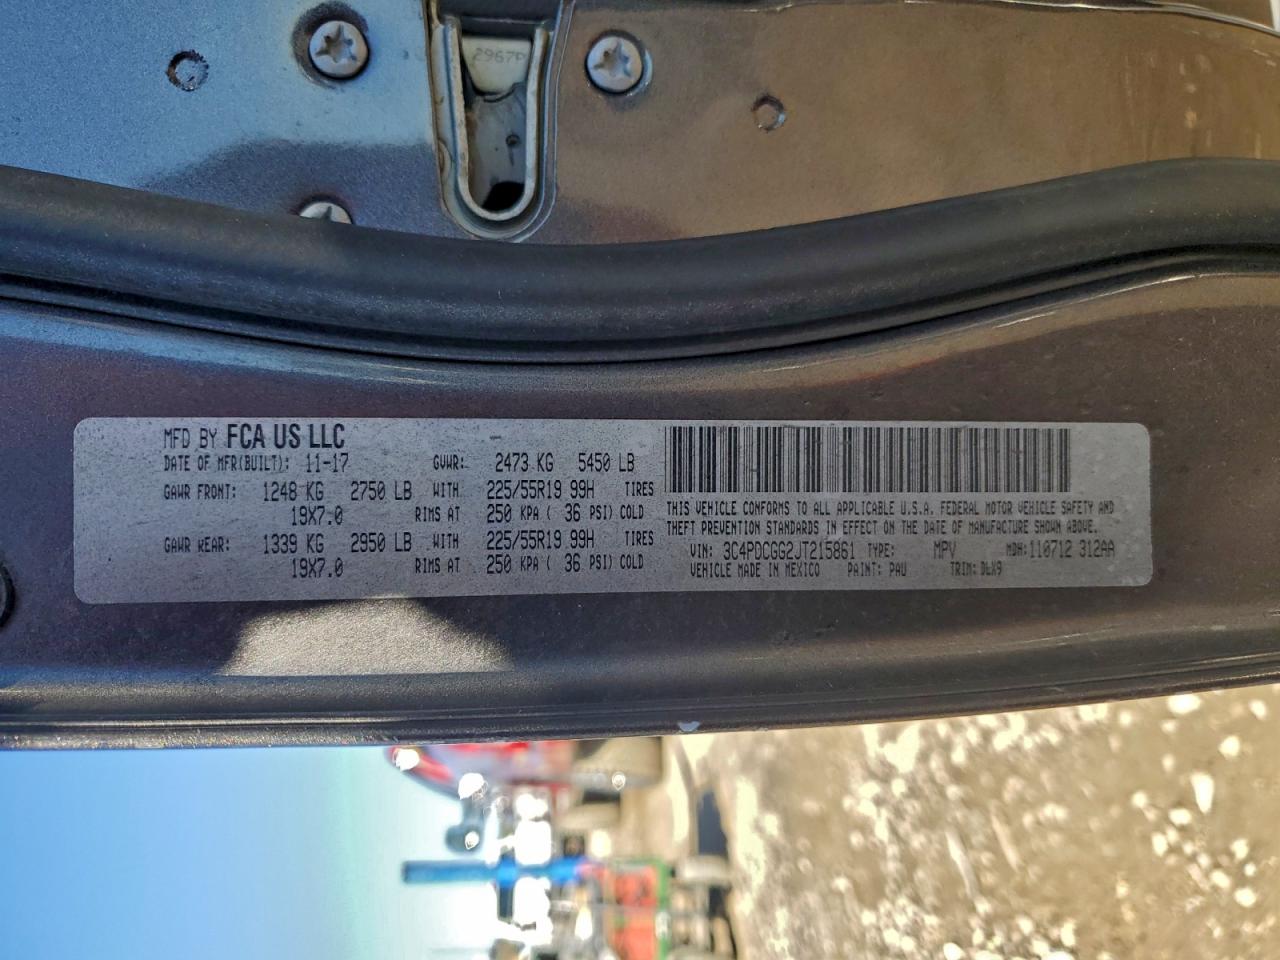 2967P
MFD BY FCA US LLC
DATE OF MFR(BUILT): 11-17 GVWR: 2473 KG 5450 LB
GAWR FRONT: 1248 KG 2750 LB WITH 225/55R19 99H TIRES
19X7.0 RIMS AT 250 KPA ( 36 PSI) COLD
GAWR REAR: 1339 KG 2950 LB WITH 225/55R19 99H TIRES
19X7.0 RIMS AT 250 KPA ( 36 PSI) COLD
THIS VEHICLE CONFORMS TO ALL APPLICABLE U.S.A. FEDERAL MOTOR VEHICLE SAFETY AND
THEFT PREVENTION STANDARDS IN EFFECT ON THE DATE OF MANUFACTURE SHOWN ABOVE.
VIN: 3C4PDCGG2JT215861 TYPE: MPV MDH: 110712 312AA
VEHICLE MADE IN MEXICO PAINT: PAU TRIM: